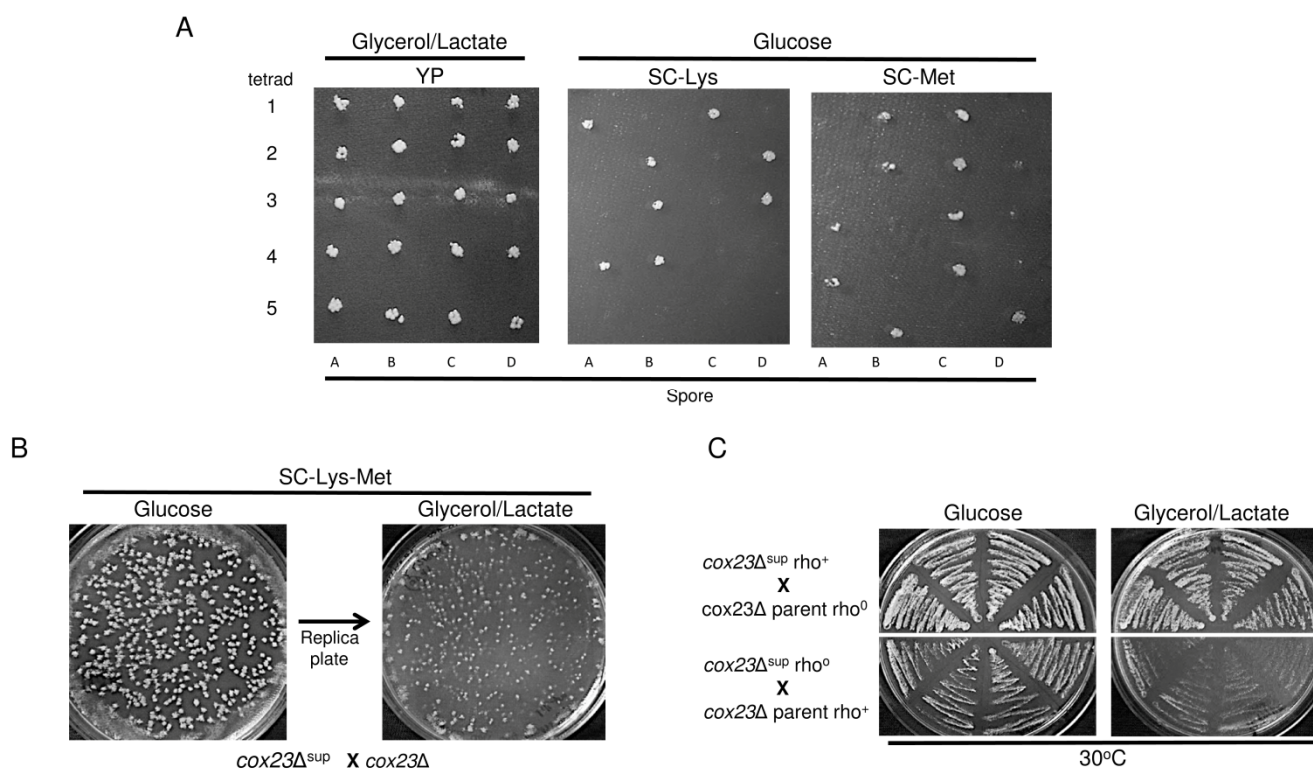 A
Glycerol/Lactate
Glucose
tetrad
YP
SC-Lys
SC-Met
1
2
3
4
5
A B C D
A B C D
A B C D
Spore
B
SC-Lys-Met
Glucose
Glycerol/Lactate
Replica
plate
cox23Δsup X cox23Δ
C
Glucose
Glycerol/Lactate
cox23Δsup rho+
X
cox23Δ parent rho0
cox23Δsup rhoo
X
cox23Δ parent rho+
30oC